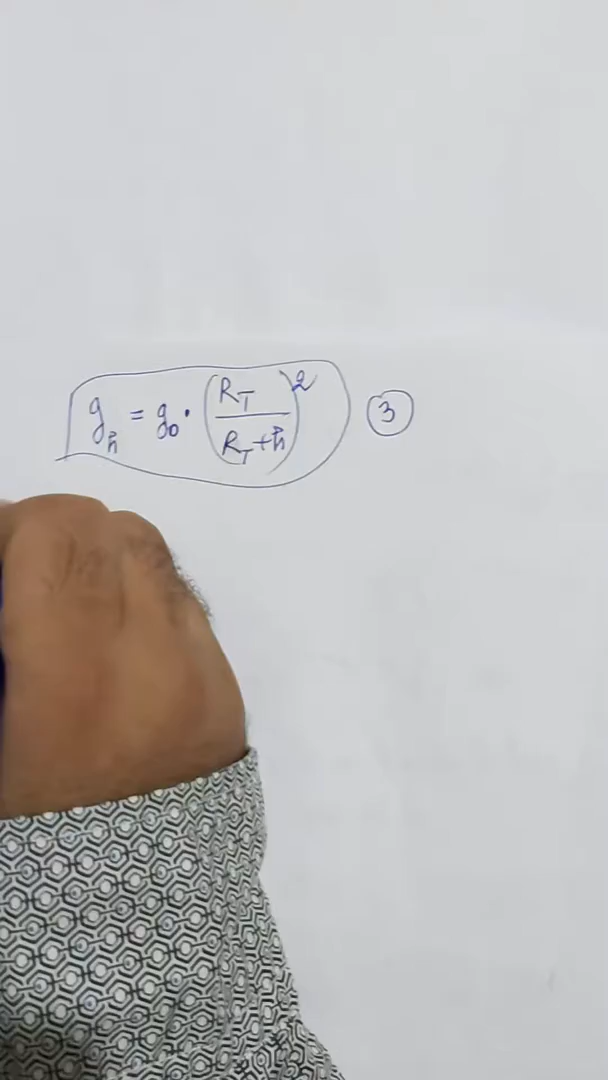 g_h = g_0 · (R_T / (R_T + h))^2 ③